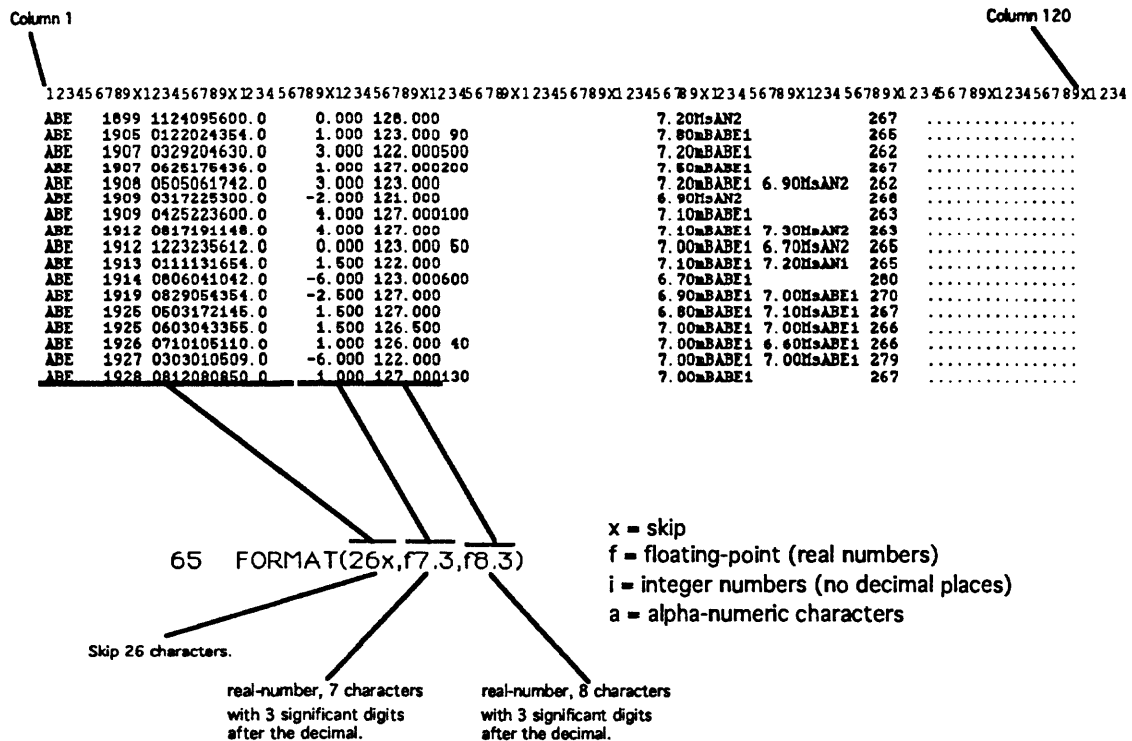 Column 1
Column 120
123456789X123456789X123456789X123456789X123456789X123456789X123456789X123456789X123456789X123456789X123456789X1234
ABE 1899 1124095600.0 0.000 128.000 7.20MsAN2 267 ...............
ABE 1905 0122024354.0 1.000 123.000 90 7.80mBABE1 265 ...............
ABE 1907 0329204630.0 3.000 122.000500 7.20mBABE1 262 ...............
ABE 1907 0625175436.0 1.000 127.000200 7.50mBABE1 267 ...............
ABE 1908 0505061742.0 3.000 123.000 7.20mBABE1 6.90MsAN2 262 ...............
ABE 1909 0317225300.0 -2.000 121.000 6.90MsAN2 268 ...............
ABE 1909 0425223600.0 4.000 127.000100 7.10mBABE1 263 ...............
ABE 1912 0817191148.0 4.000 127.000 7.10mBABE1 7.30MsAN2 263 ...............
ABE 1912 1223235612.0 0.000 123.000 50 7.00mBABE1 6.70MsAN2 265 ...............
ABE 1913 0111131654.0 1.500 122.000 7.10mBABE1 7.20MsAN1 265 ...............
ABE 1914 0806041042.0 -6.000 123.000600 6.70mBABE1 280 ...............
ABE 1919 0829054354.0 -2.500 127.000 6.90mBABE1 7.00MsABE1 270 ...............
ABE 1925 0503172145.0 1.500 127.000 6.80mBABE1 7.10MsABE1 267 ...............
ABE 1925 0603043355.0 1.500 126.500 7.00mBABE1 7.00MsABE1 266 ...............
ABE 1926 0710105110.0 1.000 126.000 40 7.00mBABE1 6.60MsABE1 266 ...............
ABE 1927 0303010509.0 -6.000 122.000 7.00mBABE1 7.00MsABE1 279 ...............
ABE 1928 0812080850.0 1.000 127.000130 7.00mBABE1 267 ...............
65 FORMAT(26x,f7.3,f8.3)
x = skip
f = floating-point (real numbers)
i = integer numbers (no decimal places)
a = alpha-numeric characters
Skip 26 characters.
real-number, 7 characters
with 3 significant digits
after the decimal.
real-number, 8 characters
with 3 significant digits
after the decimal.